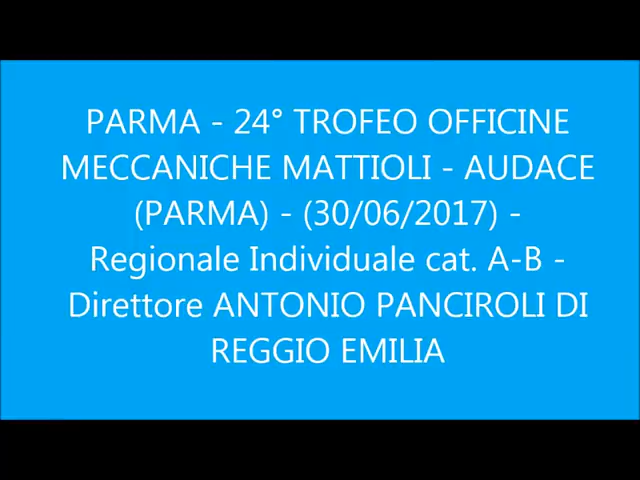 PARMA - 24° TROFEO OFFICINE
MECCANICHE MATTIOLI - AUDACE
(PARMA) - (30/06/2017) -
Regionale Individuale cat. A-B -
Direttore ANTONIO PANCIROLI DI
REGGIO EMILIA